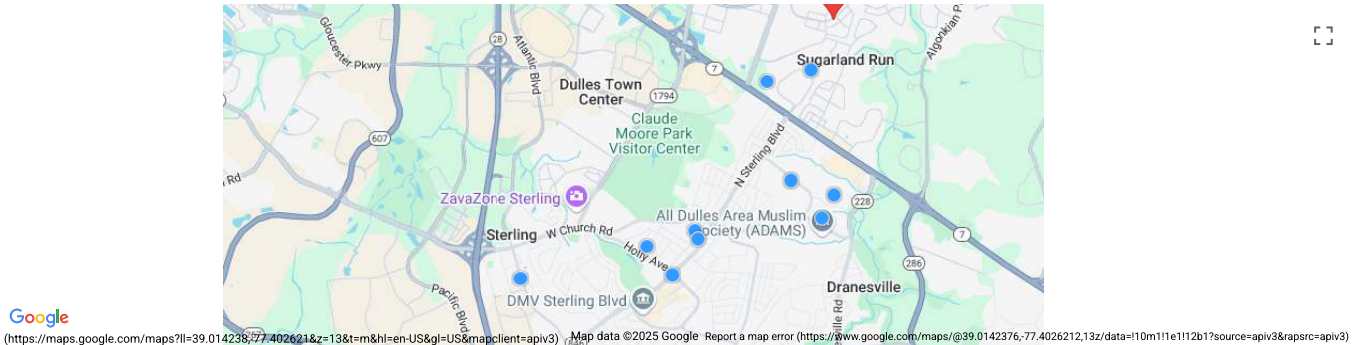 Gloucester Pkwy
28
Atlantic Blvd
7
Sugarland Run
Algonkian P
Dulles Town
Center
1794
Claude
Moore Park
Visitor Center
607
N Sterling Blvd
Rd
ZavaZone Sterling
228
All Dulles Area Muslim
ociety (ADAMS)
Sterling
W Church Rd
7
Holly Ave
286
Pacific Blvd
DMV Sterling Blvd
Dranesville
eville Rd
Google
(https://maps.google.com/maps?ll=39.014238,-77.402621&z=13&t=m&hl=en-US&gl=US&mapclient=apiv3)
Map data ©2025 Google
Report a map error (https://www.google.com/maps/@39.0142376,-77.4026212,13z/data=!10m1!1e1!12b1?source=apiv3&rapsrc=apiv3)